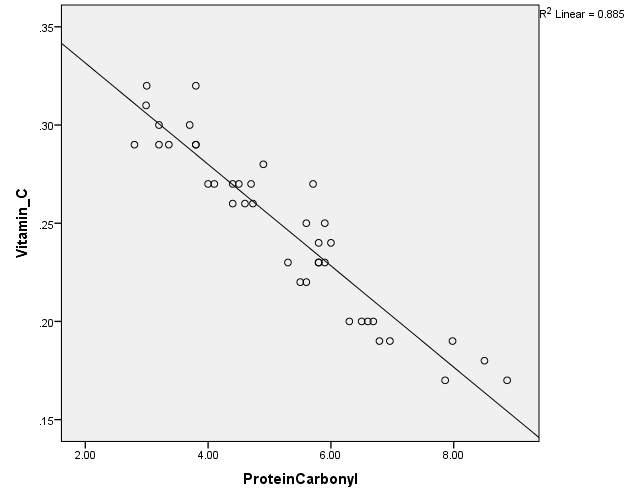 R² Linear = 0.885
.35
.30
.25
.20
.15
Vitamin_C
2.00 4.00 6.00 8.00
ProteinCarbonyl